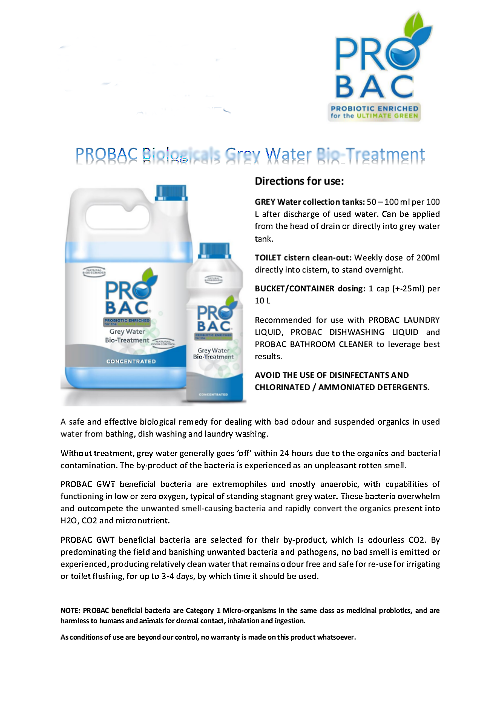 PRO
BAC
PROBIOTIC ENRICHED
for the ULTIMATE GREEN
PROBAC Biologicals Grey Water Bio-Treatment
PRO
BAC
PROBIOTIC ENRICHED
Grey Water
Bio-Treatment
CONCENTRATED
PRO
BAC
Grey Water
Bio-Treatment
CONCENTRATED
Directions for use:
GREY Water collection tanks: 50 – 100 ml per 100
L after discharge of used water. Can be applied
from the head of drain or directly into grey water
tank.
TOILET cistern clean-out: Weekly dose of 200ml
directly into cistern, to stand overnight.
BUCKET/CONTAINER dosing: 1 cap (+-25ml) per
10 L
Recommended for use with PROBAC LAUNDRY
LIQUID, PROBAC DISHWASHING LIQUID and
PROBAC BATHROOM CLEANER to leverage best
results.
AVOID THE USE OF DISINFECTANTS AND
CHLORINATED / AMMONIATED DETERGENTS.
A safe and effective biological remedy for dealing with bad odour and suspended organics in used
water from bathing, dish washing and laundry washing.
Without treatment, grey water generally goes ‘off’ within 24 hours due to the organics and bacterial
contamination. The by-product of the bacteria is experienced as an unpleasant rotten smell.
PROBAC GWT beneficial bacteria are extremophiles and mostly anaerobic, with capabilities of
functioning in low or zero oxygen, typical of standing stagnant grey water. These bacteria overwhelm
and outcompete the unwanted smell-causing bacteria and rapidly convert the organics present into
H2O, CO2 and micronutrient.
PROBAC GWT beneficial bacteria are selected for their by-product, which is odourless CO2. By
predominating the field and banishing unwanted bacteria and pathogens, no bad smell is emitted or
experienced, producing relatively clean water that remains odour free and safe for re-use for irrigating
or toilet flushing, for up to 3-4 days, by which time it should be used.
NOTE: PROBAC beneficial bacteria are Category 1 Micro-organisms in the same class as medicinal probiotics, and are
harmless to humans and animals for dermal contact, inhalation and ingestion.
As conditions of use are beyond our control, no warranty is made on this product whatsoever.